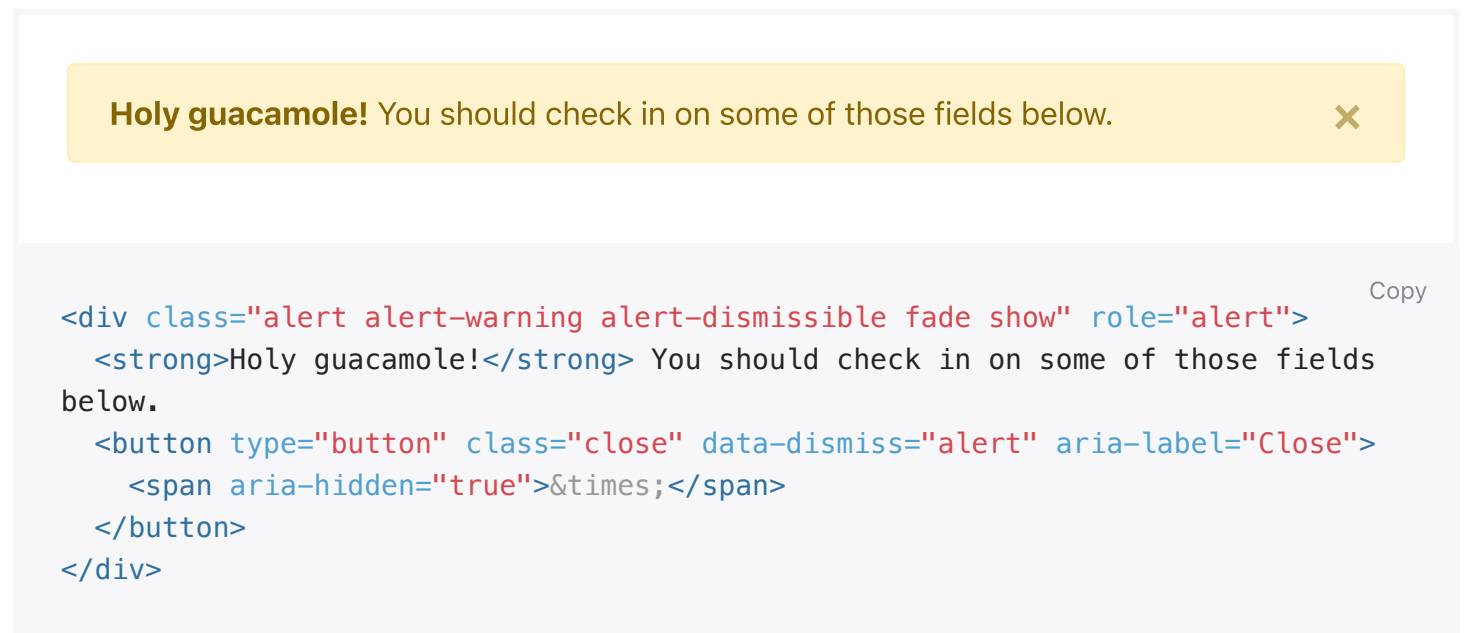 Holy guacamole! You should check in on some of those fields below. ×
Copy
<div class="alert alert-warning alert-dismissible fade show" role="alert">
  <strong>Holy guacamole!</strong> You should check in on some of those fields
below.
  <button type="button" class="close" data-dismiss="alert" aria-label="Close">
    <span aria-hidden="true">&times;</span>
  </button>
</div>